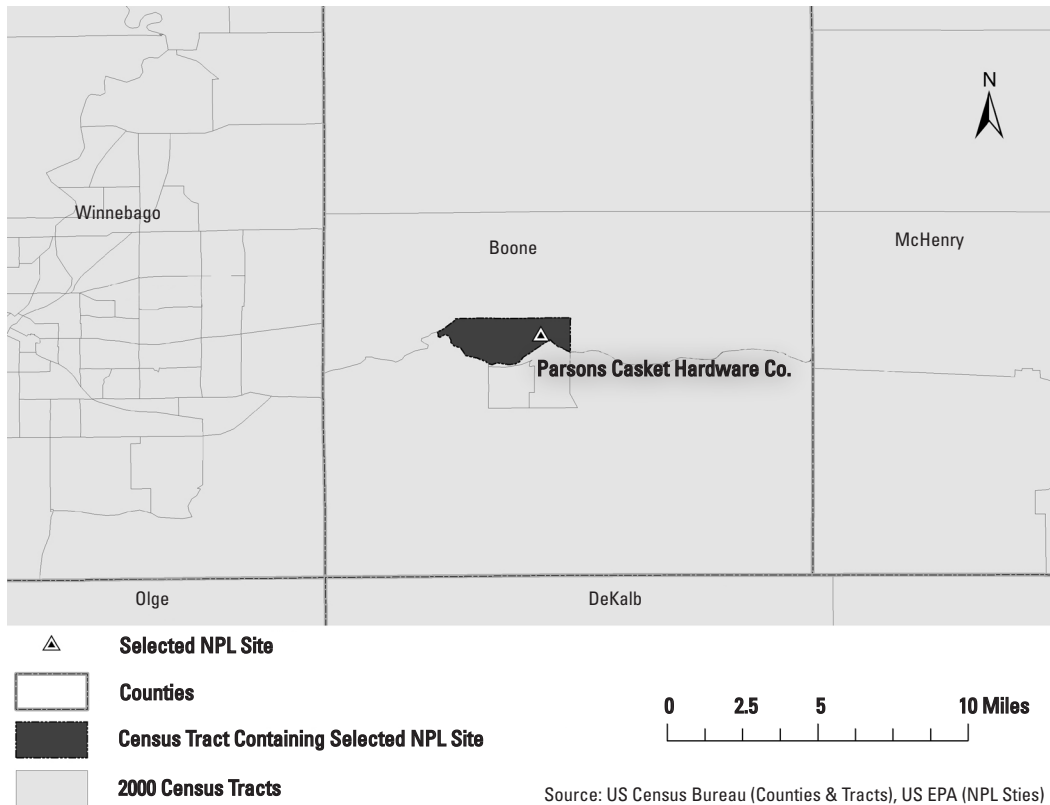 N
Winnebago
Boone
McHenry
Parsons Casket Hardware Co.
Olge
DeKalb
Selected NPL Site
Counties
Census Tract Containing Selected NPL Site
2000 Census Tracts
0 2.5 5 10 Miles
Source: US Census Bureau (Counties & Tracts), US EPA (NPL Sties)